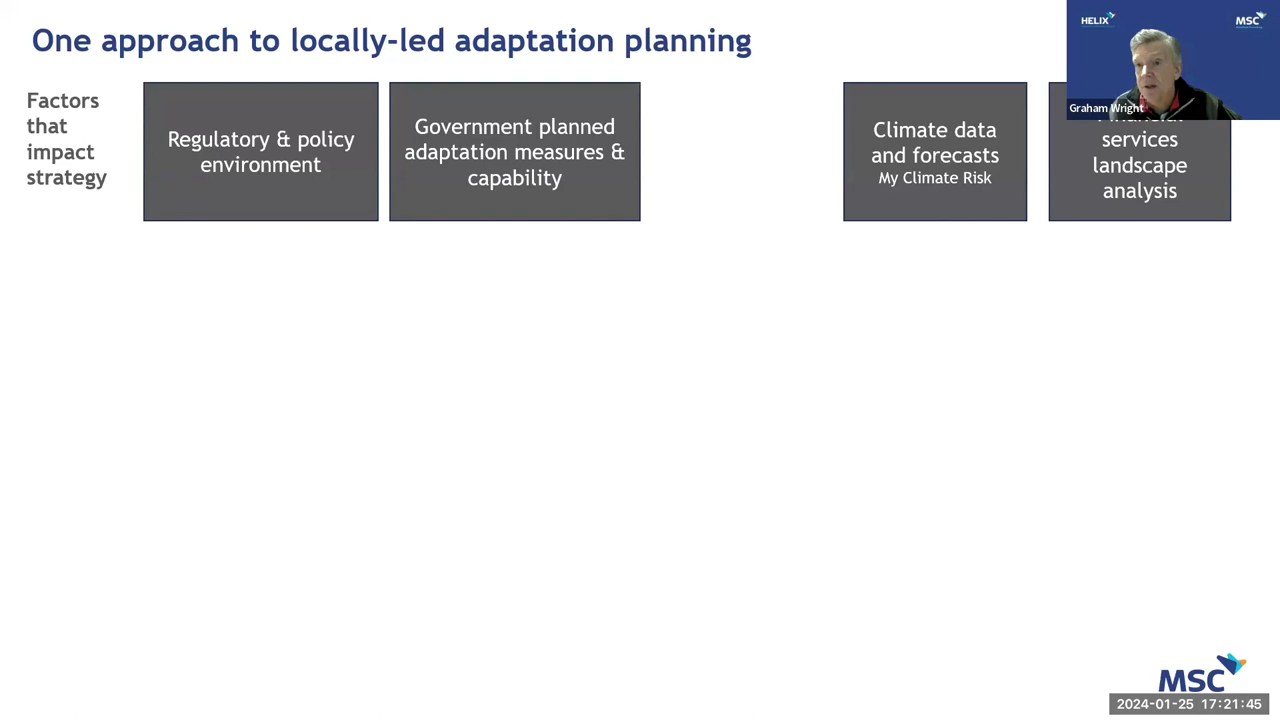 One approach to locally-led adaptation planning
Factors
that
impact
strategy
Regulatory & policy
environment
Government planned
adaptation measures &
capability
Climate data
and forecasts
My Climate Risk
services
landscape
analysis
HELIX
MSC
Graham Wright
MSC
2024-01-25 17:21:45